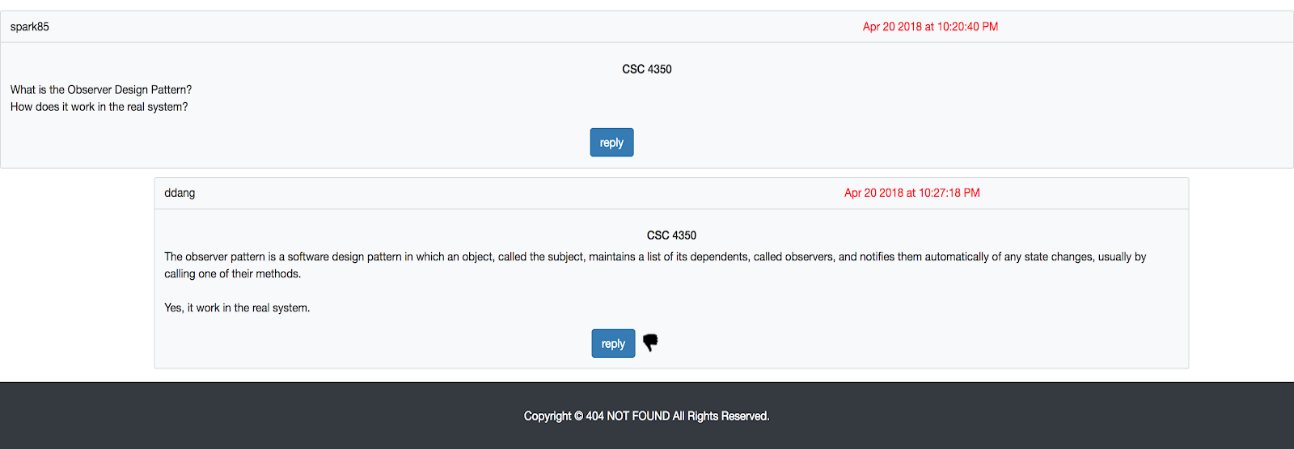 spark85
Apr 20 2018 at 10:20:40 PM
CSC 4350
What is the Observer Design Pattern?
How does it work in the real system?
reply
ddang
Apr 20 2018 at 10:27:18 PM
CSC 4350
The observer pattern is a software design pattern in which an object, called the subject, maintains a list of its dependents, called observers, and notifies them automatically of any state changes, usually by
calling one of their methods.
Yes, it work in the real system.
reply
Copyright © 404 NOT FOUND All Rights Reserved.